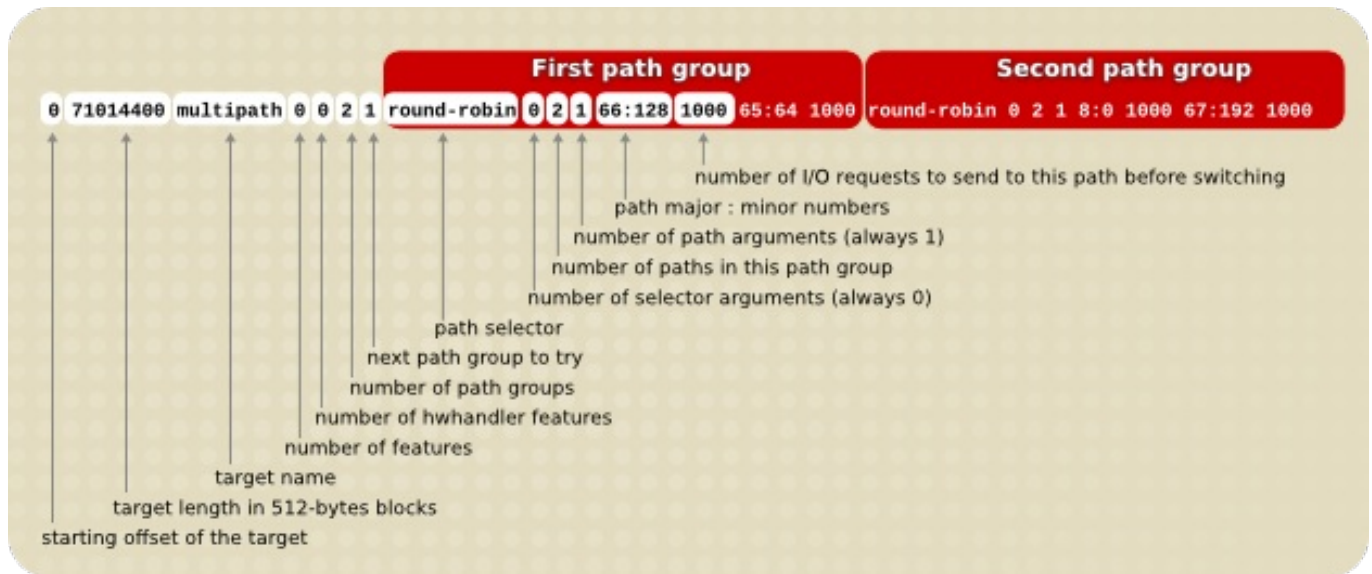 First path group Second path group
0 71014400 multipath 0 0 2 1 round-robin 0 2 1 66:128 1000 65:64 1000 round-robin 0 2 1 8:0 1000 67:192 1000
number of I/O requests to send to this path before switching
path major : minor numbers
number of path arguments (always 1)
number of paths in this path group
number of selector arguments (always 0)
path selector
next path group to try
number of path groups
number of hwhandler features
number of features
target name
target length in 512-bytes blocks
starting offset of the target